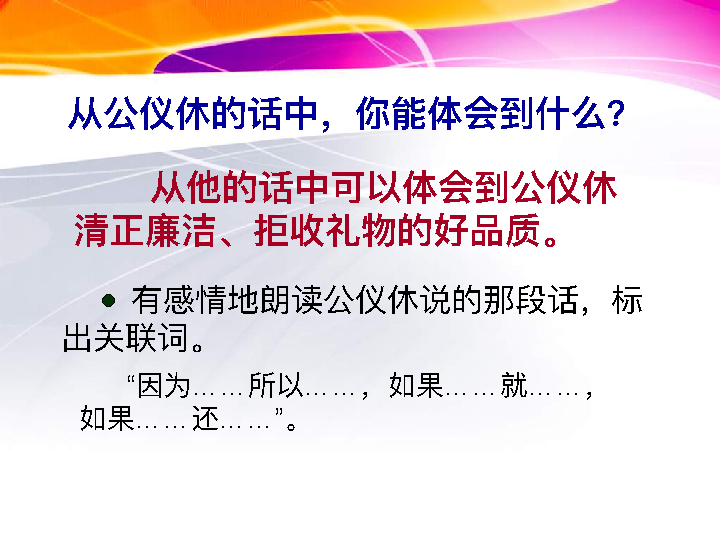 从公仪休的话中，你能体会到什么？
从他的话中可以体会到公仪休
清正廉洁、拒收礼物的好品质。
● 有感情地朗读公仪休说的那段话，标
出关联词。
“因为……所以……，如果……就……，
如果……还……”。